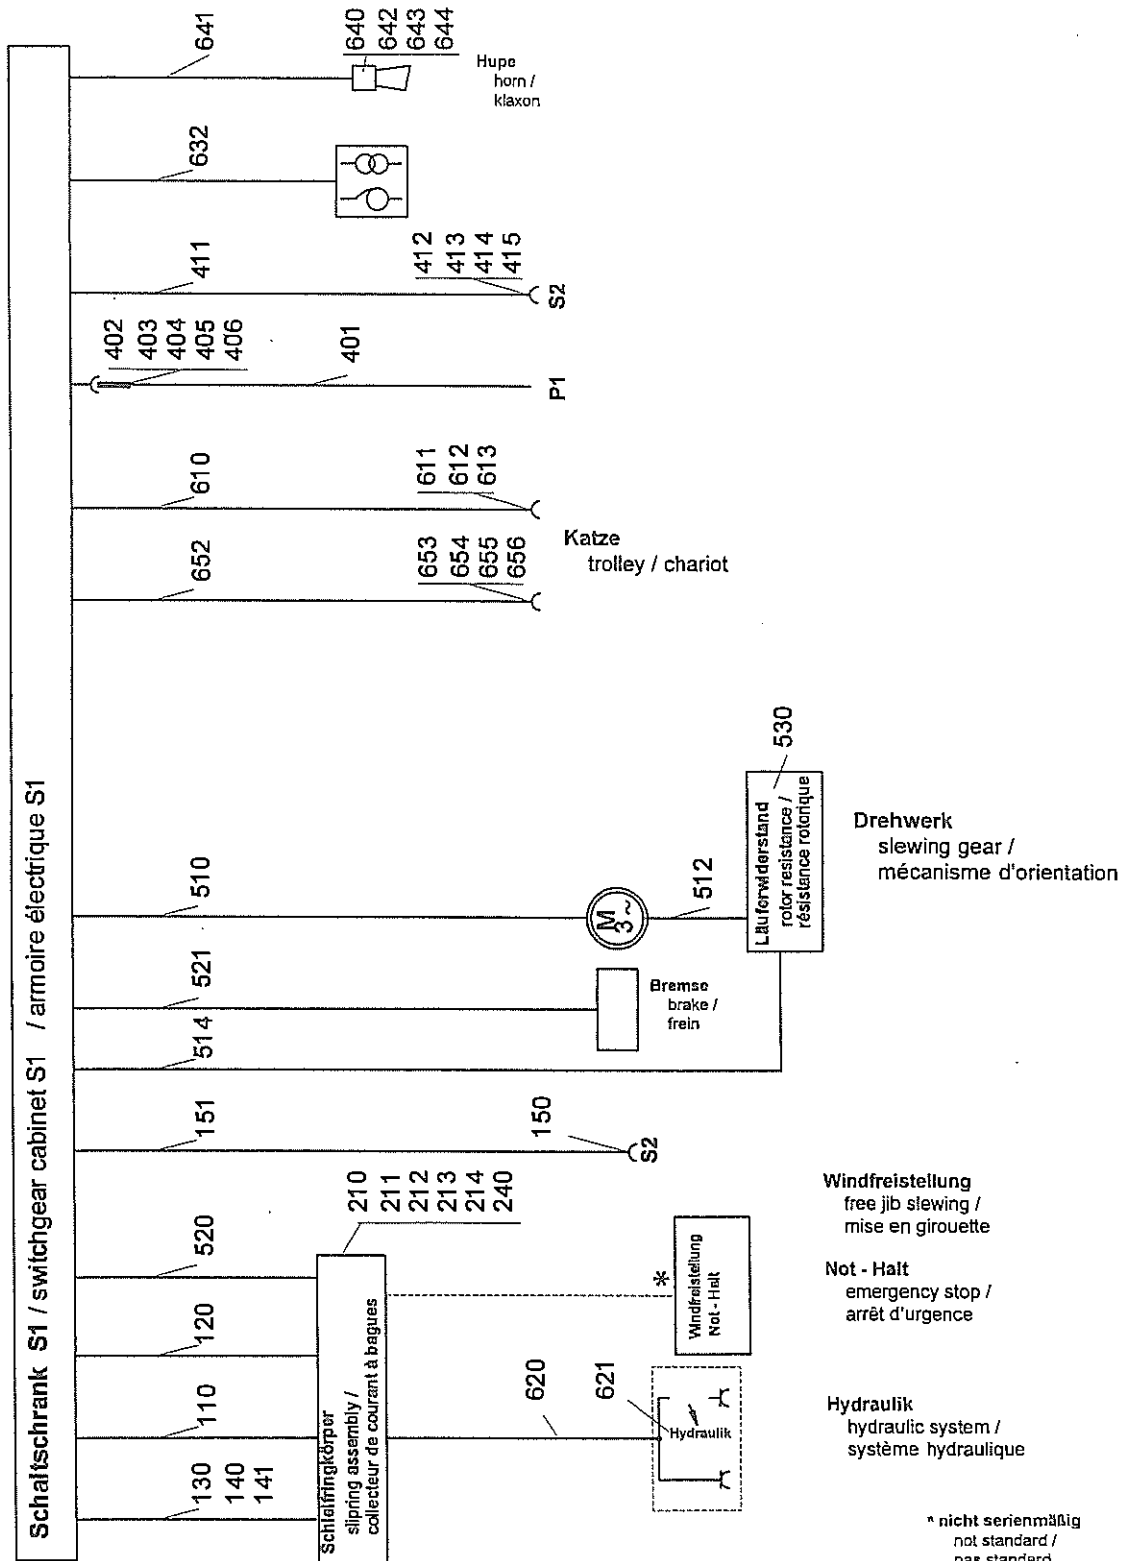 Schaltschrank S1 / switchgear cabinet S1 / armoire électrique S1
641
640
642
643
644
Hupe
horn /
klaxon
632
411
412
413
414
415
S2
402
403
404
405
406
401
P1
610
611
612
613
652
653
654
655
656
Katze
trolley / chariot
510
M
3 ~
512
530
Läuferwiderstand
rotor resistance /
résistance rotorique
Drehwerk
slewing gear /
mécanisme d'orientation
521
Bremse
brake /
frein
514
151
150
S2
520
120
110
130
140
141
210
211
212
213
214
240
Schleifringkörper
slipring assembly /
collecteur de courant à bagues
*
Windfreistellung
Not - Halt
Windfreistellung
free jib slewing /
mise en girouette
Not - Halt
emergency stop /
arrêt d'urgence
620
621
Hydraulik
Hydraulik
hydraulic system /
système hydraulique
* nicht serienmäßig
not standard /
pas standard